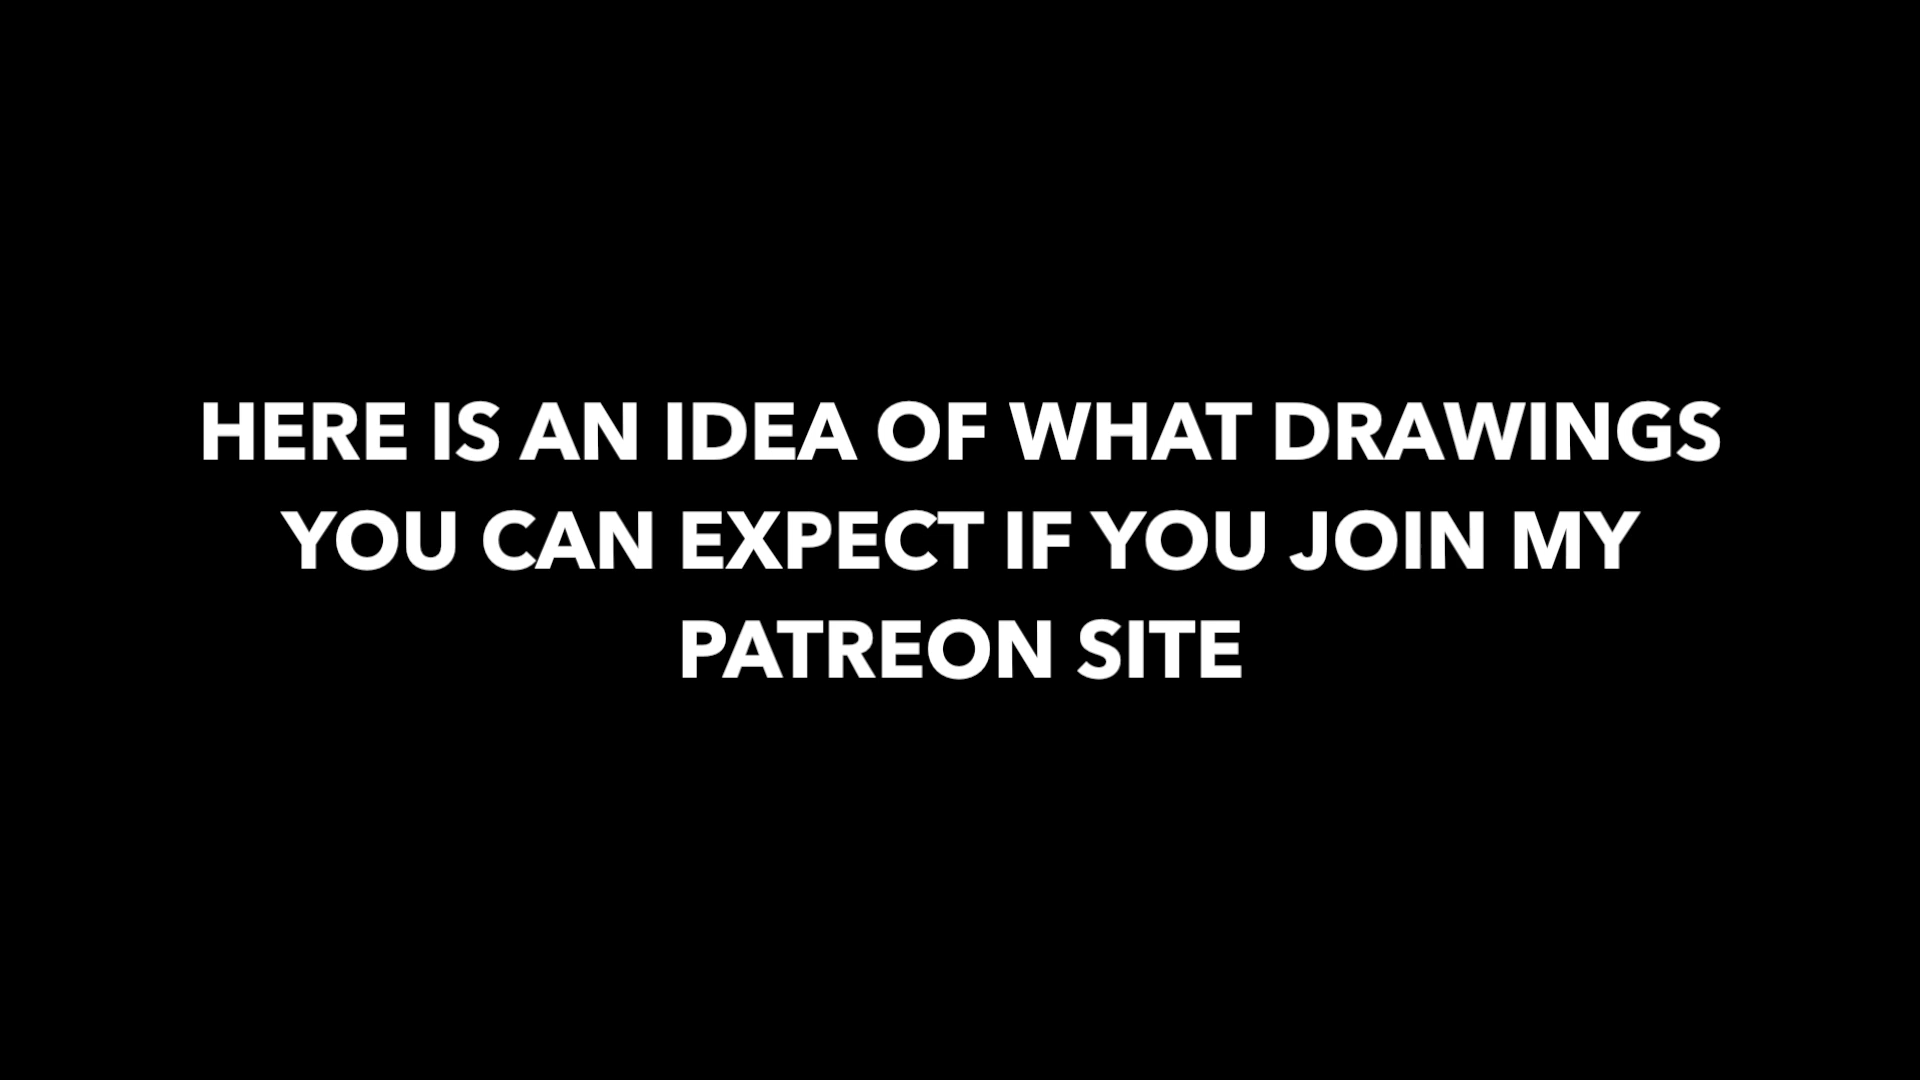 HERE IS AN IDEA OF WHAT DRAWINGS
YOU CAN EXPECT IF YOU JOIN MY
PATREON SITE